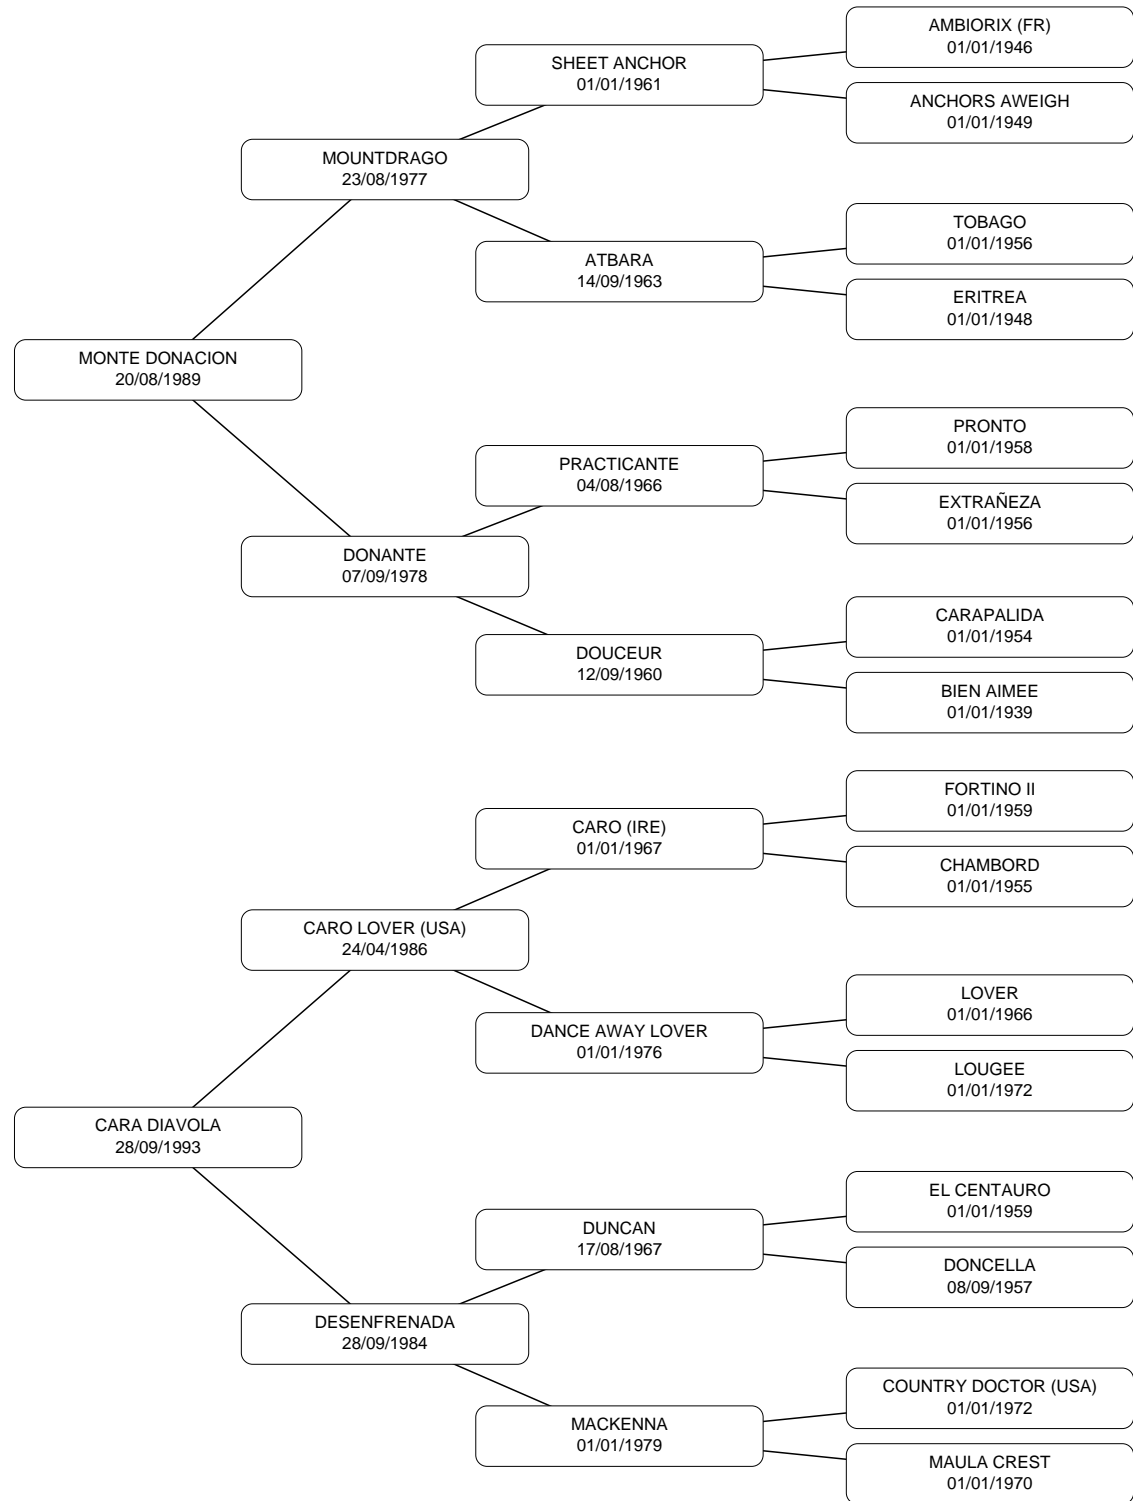 AMBIORIX (FR)
01/01/1946
SHEET ANCHOR
01/01/1961
ANCHORS AWEIGH
01/01/1949
MOUNTDRAGO
23/08/1977
TOBAGO
01/01/1956
ATBARA
14/09/1963
ERITREA
01/01/1948
MONTE DONACION
20/08/1989
PRONTO
01/01/1958
PRACTICANTE
04/08/1966
EXTRAÑEZA
01/01/1956
DONANTE
07/09/1978
CARAPALIDA
01/01/1954
DOUCEUR
12/09/1960
BIEN AIMEE
01/01/1939
FORTINO II
01/01/1959
CARO (IRE)
01/01/1967
CHAMBORD
01/01/1955
CARO LOVER (USA)
24/04/1986
LOVER
01/01/1966
DANCE AWAY LOVER
01/01/1976
LOUGEE
01/01/1972
CARA DIAVOLA
28/09/1993
EL CENTAURO
01/01/1959
DUNCAN
17/08/1967
DONCELLA
08/09/1957
DESENFRENADA
28/09/1984
COUNTRY DOCTOR (USA)
01/01/1972
MACKENNA
01/01/1979
MAULA CREST
01/01/1970